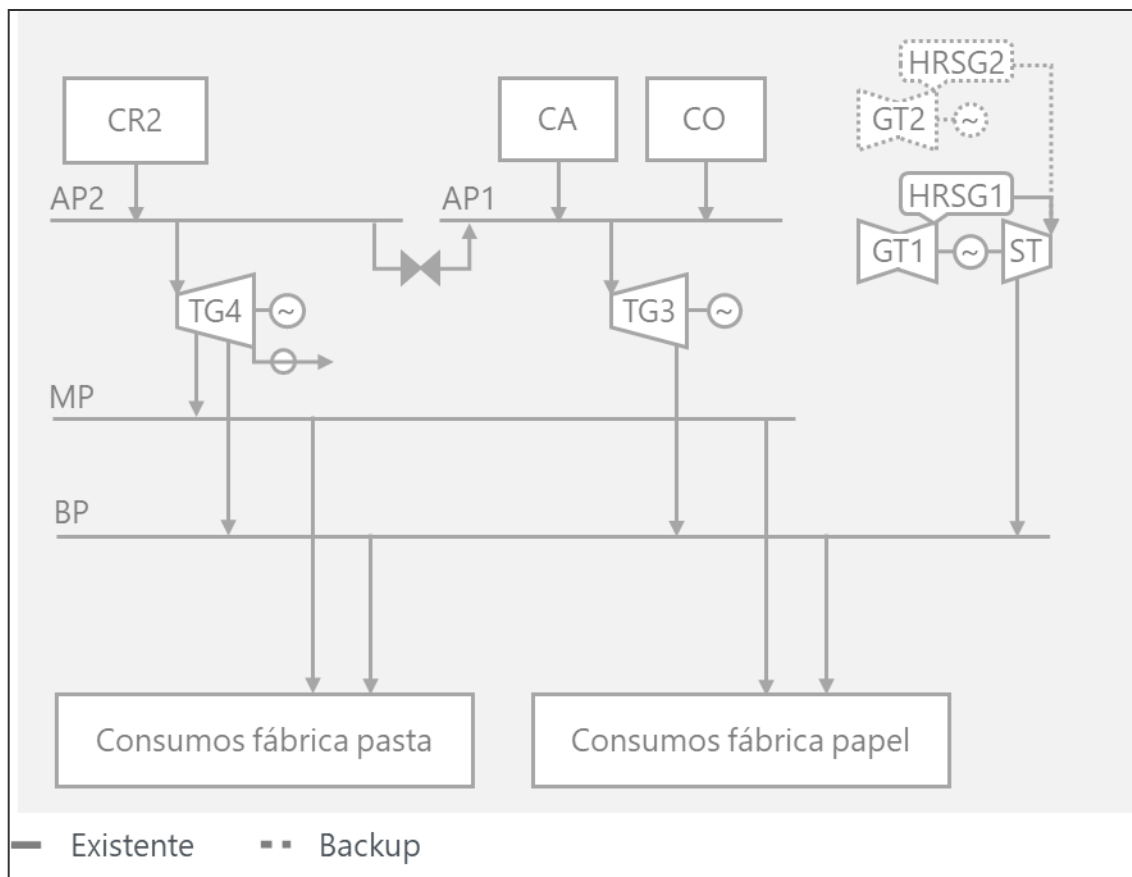 HRSG2
CR2
CA
CO
GT2
~
AP2
AP1
HRSG1
GT1
~
ST
TG4
~
TG3
~
MP
BP
Consumos fábrica pasta
Consumos fábrica papel
Existente
Backup